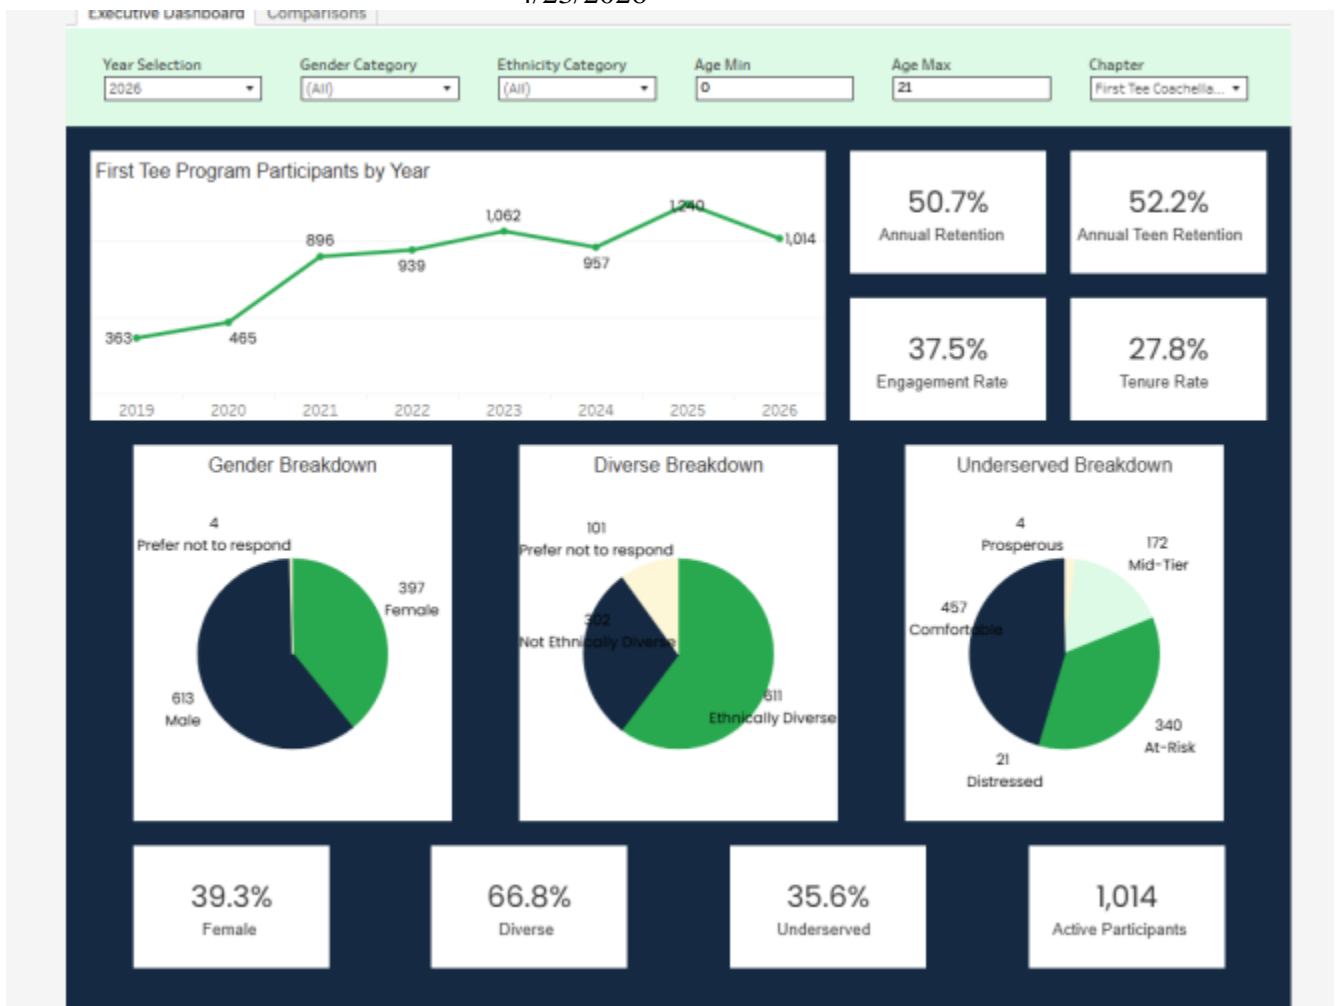 4/23/2026
Executive Dashboard Comparisons
Year Selection Gender Category Ethnicity Category Age Min Age Max Chapter
2026 (All) (All) 0 21 First Tee Coachella...
First Tee Program Participants by Year
363 465 896 939 1,062 957 1,240 1,014
2019 2020 2021 2022 2023 2024 2025 2026
50.7%
Annual Retention
52.2%
Annual Teen Retention
37.5%
Engagement Rate
27.8%
Tenure Rate
Gender Breakdown
4
Prefer not to respond
397
Female
613
Male
Diverse Breakdown
101
Prefer not to respond
302
Not Ethnically Diverse
611
Ethnically Diverse
Underserved Breakdown
4
Prosperous
172
Mid-Tier
457
Comfortable
340
At-Risk
21
Distressed
39.3%
Female
66.8%
Diverse
35.6%
Underserved
1,014
Active Participants